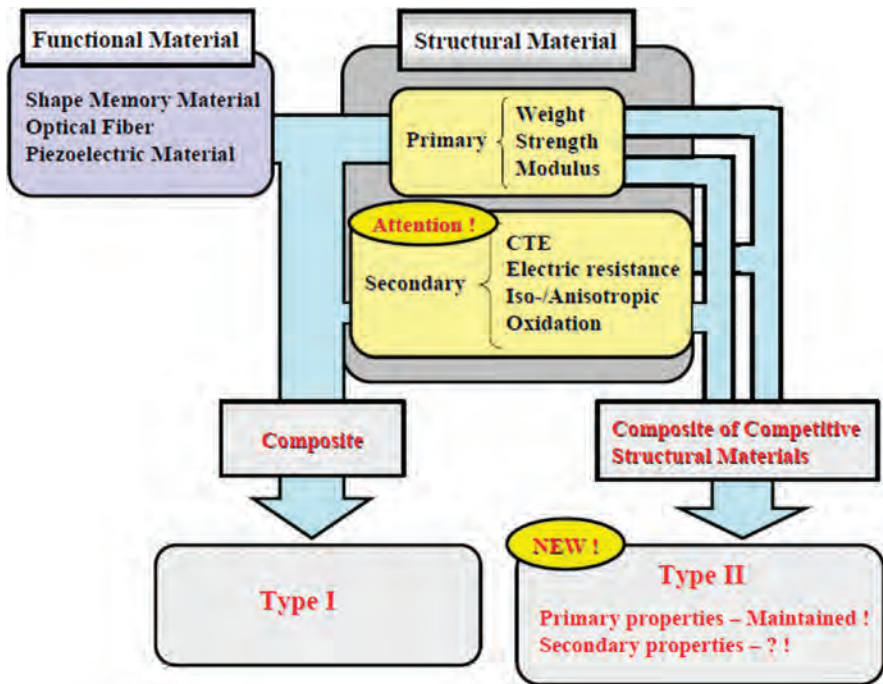 Functional Material
Shape Memory Material
Optical Fiber
Piezoelectric Material
Structural Material
Primary
Weight
Strength
Modulus
Attention !
Secondary
CTE
Electric resistance
Iso-/Anisotropic
Oxidation
Composite
Composite of Competitive
Structural Materials
Type I
NEW !
Type II
Primary properties – Maintained !
Secondary properties – ? !